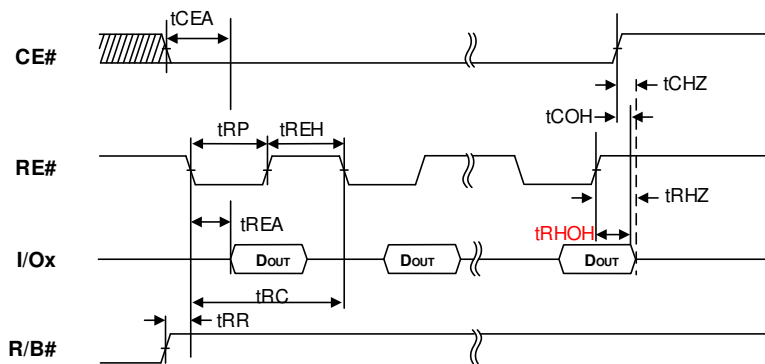 tCEA
CE#
tCHZ
tCOH
tRP
tREH
RE#
tREA
tRHZ
tRHOH
I/Ox
DOUT
DOUT
DOUT
tRC
tRR
R/B#